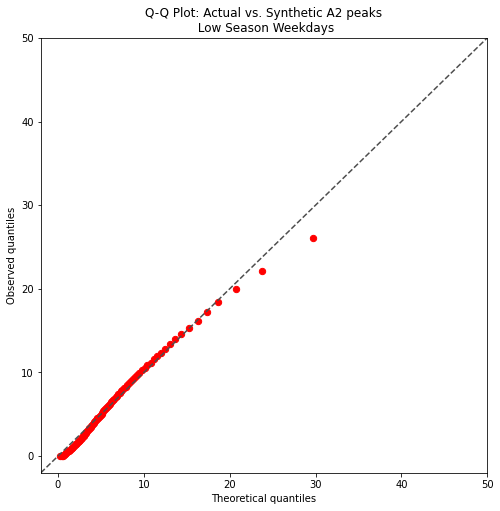 Q-Q Plot: Actual vs. Synthetic A2 peaks
Low Season Weekdays
50
40
30
20
10
0
Observed quantiles
0 10 20 30 40 50
Theoretical quantiles